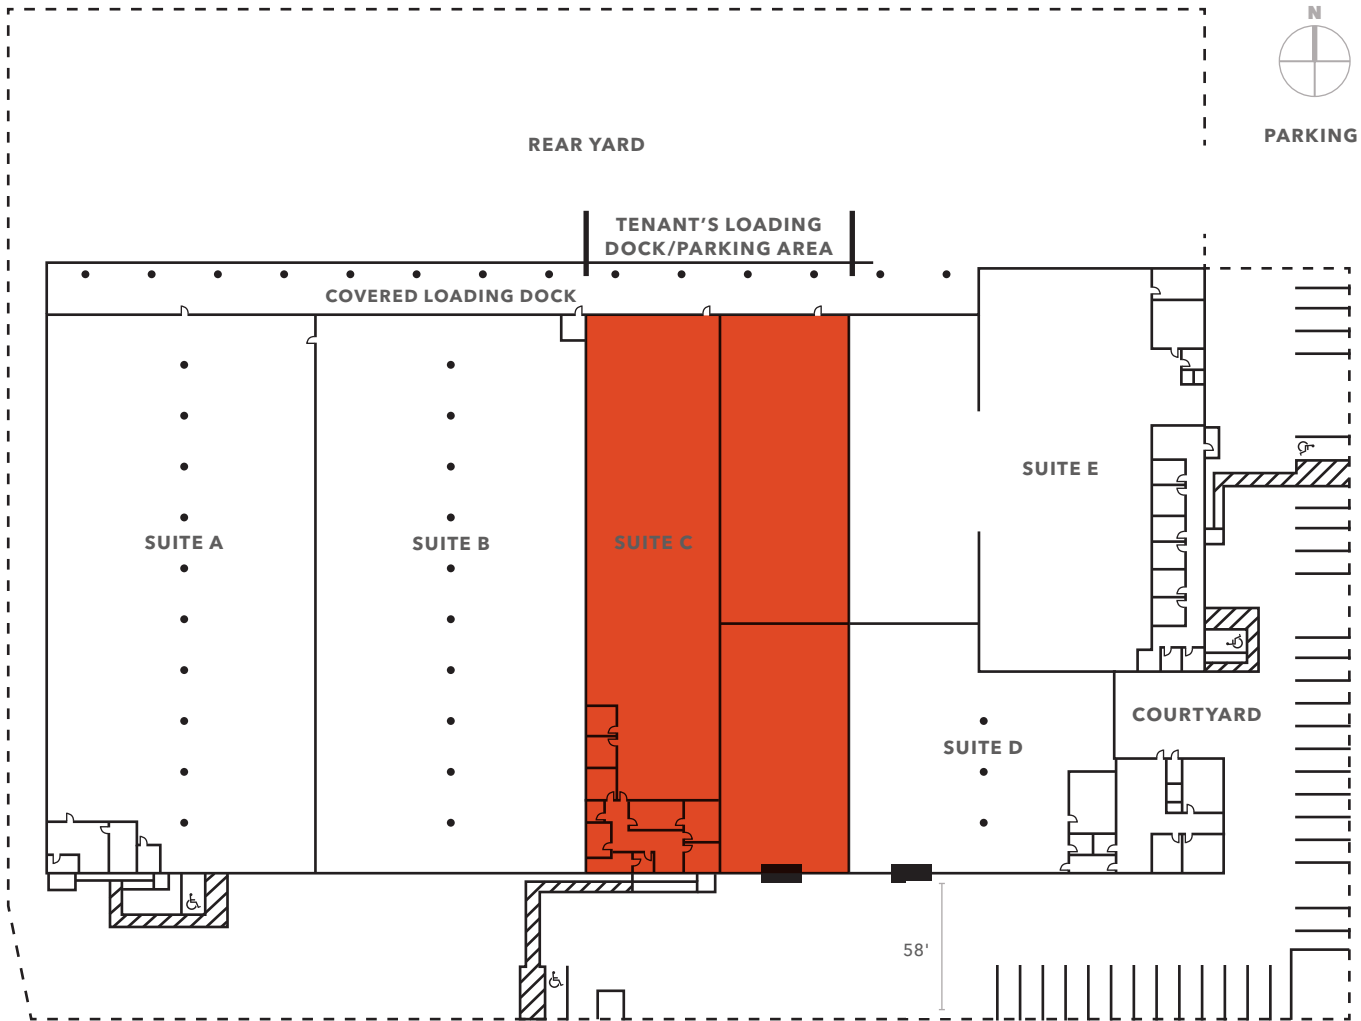 N
PARKING
REAR YARD
TENANT’S LOADING
DOCK/PARKING AREA
COVERED LOADING DOCK
SUITE E
SUITE A
SUITE B
SUITE C
COURTYARD
SUITE D
58'